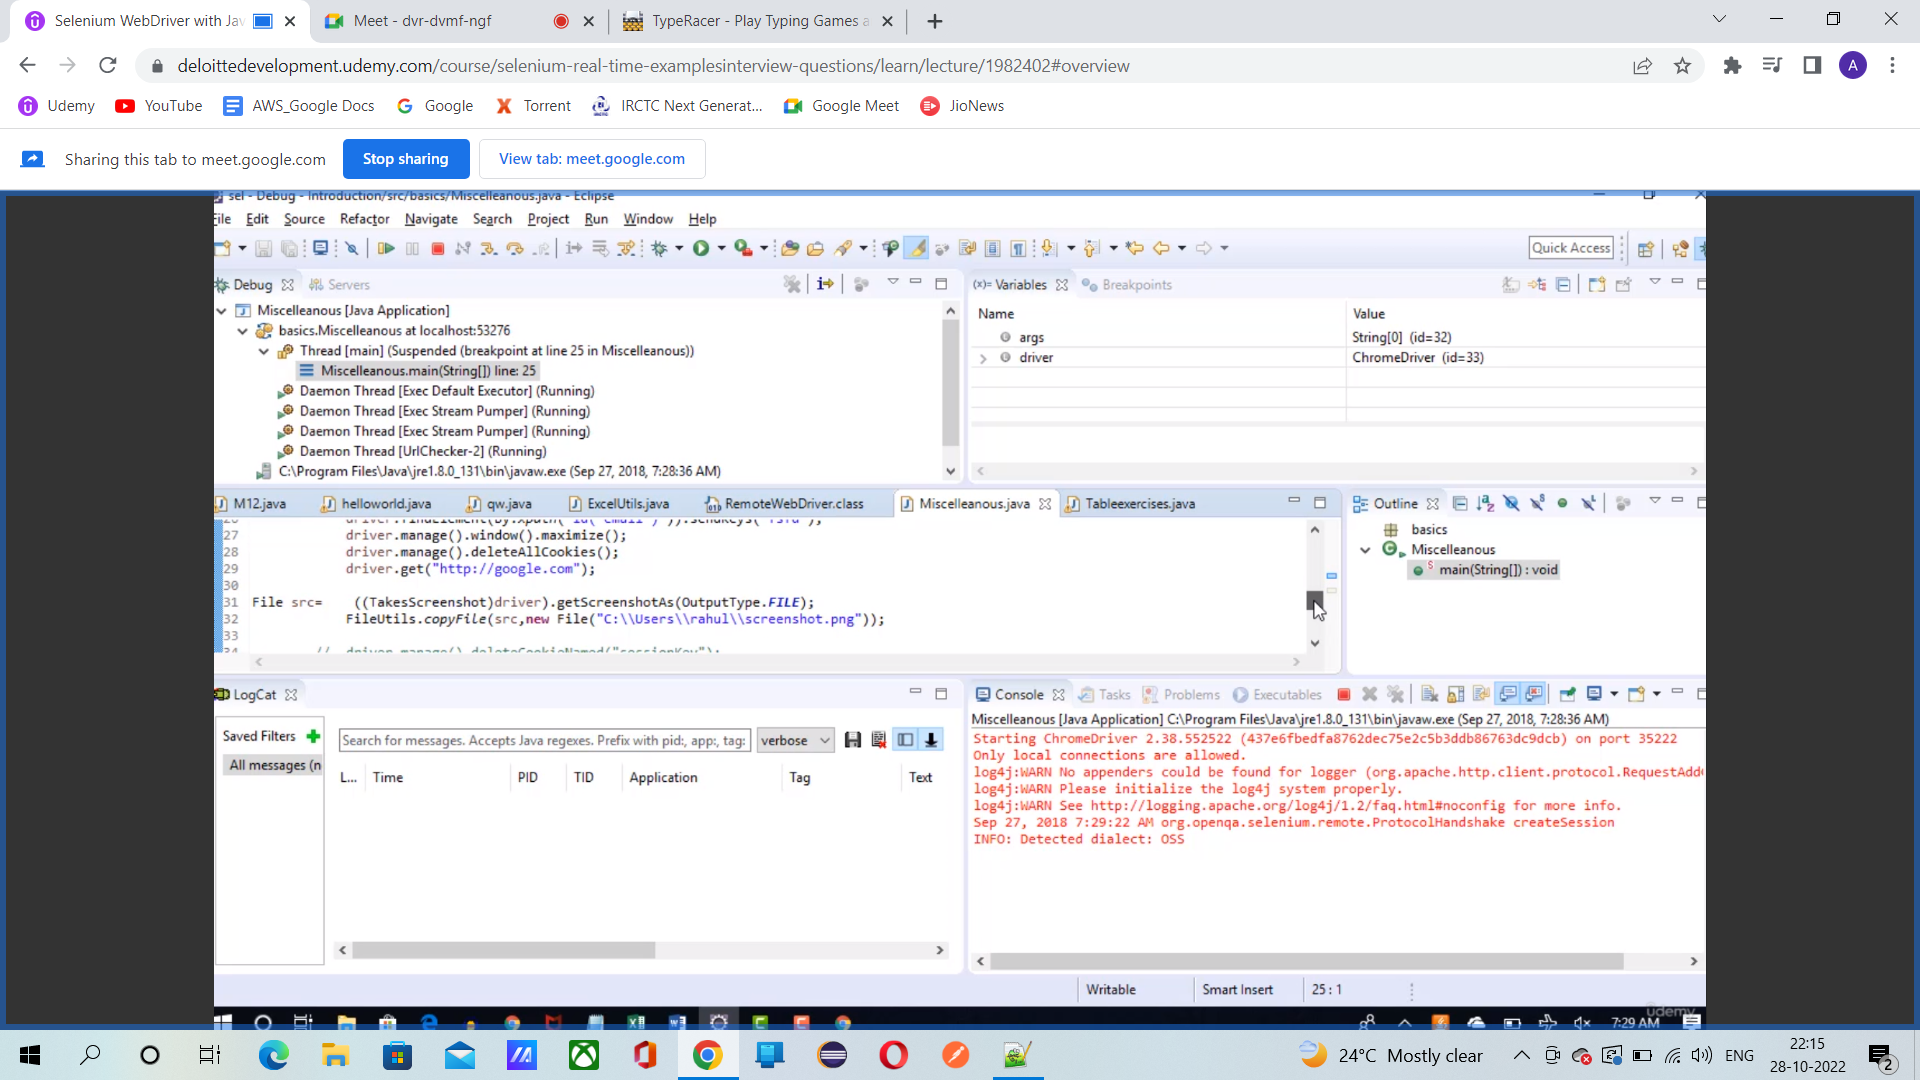 Selenium WebDriver with Jav
Meet - dvr-dvmf-ngf
TypeRacer - Play Typing Games a
deloittedevelopment.udemy.com/course/selenium-real-time-examplesinterview-questions/learn/lecture/1982402#overview
A
Udemy YouTube AWS_Google Docs Google Torrent IRCTC Next Generat... Google Meet JioNews
Sharing this tab to meet.google.com Stop sharing View tab: meet.google.com
sel - Debug - Introduction/src/basics/Miscelleanous.java - Eclipse
File Edit Source Refactor Navigate Search Project Run Window Help
Quick Access
Debug Servers
Miscelleanous [Java Application]
basics.Miscelleanous at localhost:53276
Thread [main] (Suspended (breakpoint at line 25 in Miscelleanous))
Miscelleanous.main(String[]) line: 25
Daemon Thread [Exec Default Executor] (Running)
Daemon Thread [Exec Stream Pumper] (Running)
Daemon Thread [Exec Stream Pumper] (Running)
Daemon Thread [UrlChecker-2] (Running)
C:\Program Files\Java\jre1.8.0_131\bin\javaw.exe (Sep 27, 2018, 7:28:36 AM)
(x)= Variables Breakpoints
Name Value
args String[0] (id=32)
driver ChromeDriver (id=33)
M12.java helloworld.java qw.java ExcelUtils.java RemoteWebDriver.class Miscelleanous.java Tableexercises.java
27 driver.manage().window().maximize();
28 driver.manage().deleteAllCookies();
29 driver.get("http://google.com");
30
31 File src= ((TakesScreenshot)driver).getScreenshotAs(OutputType.FILE);
32 FileUtils.copyFile(src,new File("C:\\Users\\rahul\\screenshot.png"));
33
34 // driver.manage().deleteCookieNamed("sessionKey");
Outline
basics
Miscelleanous
main(String[]) : void
LogCat
Saved Filters
All messages (n
Search for messages. Accepts Java regexes. Prefix with pid:, app:, tag: verbose
L... Time PID TID Application Tag Text
Console Tasks Problems Executables
Miscelleanous [Java Application] C:\Program Files\Java\jre1.8.0_131\bin\javaw.exe (Sep 27, 2018, 7:28:36 AM)
Starting ChromeDriver 2.38.552522 (437e6fbedfa8762dec75e2c5b3ddb86763dc9dcb) on port 35222
Only local connections are allowed.
log4j:WARN No appenders could be found for logger (org.apache.http.client.protocol.RequestAdd
log4j:WARN Please initialize the log4j system properly.
log4j:WARN See http://logging.apache.org/log4j/1.2/faq.html#noconfig for more info.
Sep 27, 2018 7:29:22 AM org.openqa.selenium.remote.ProtocolHandshake createSession
INFO: Detected dialect: OSS
Writable Smart Insert 25 : 1
udemy
7:29 AM
24°C Mostly clear ENG
22:15
28-10-2022
2